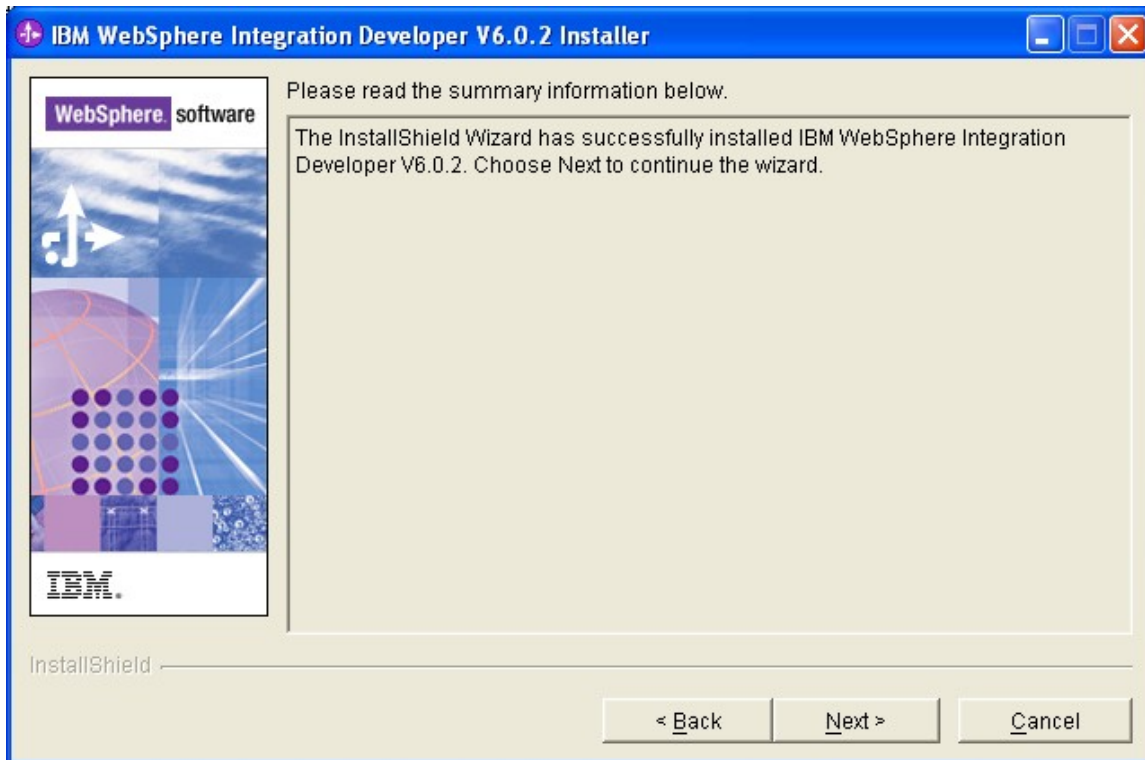 IBM WebSphere Integration Developer V6.0.2 Installer
WebSphere. software
Please read the summary information below.
The InstallShield Wizard has successfully installed IBM WebSphere Integration
Developer V6.0.2. Choose Next to continue the wizard.
IBM.
InstallShield
< Back
Next >
Cancel